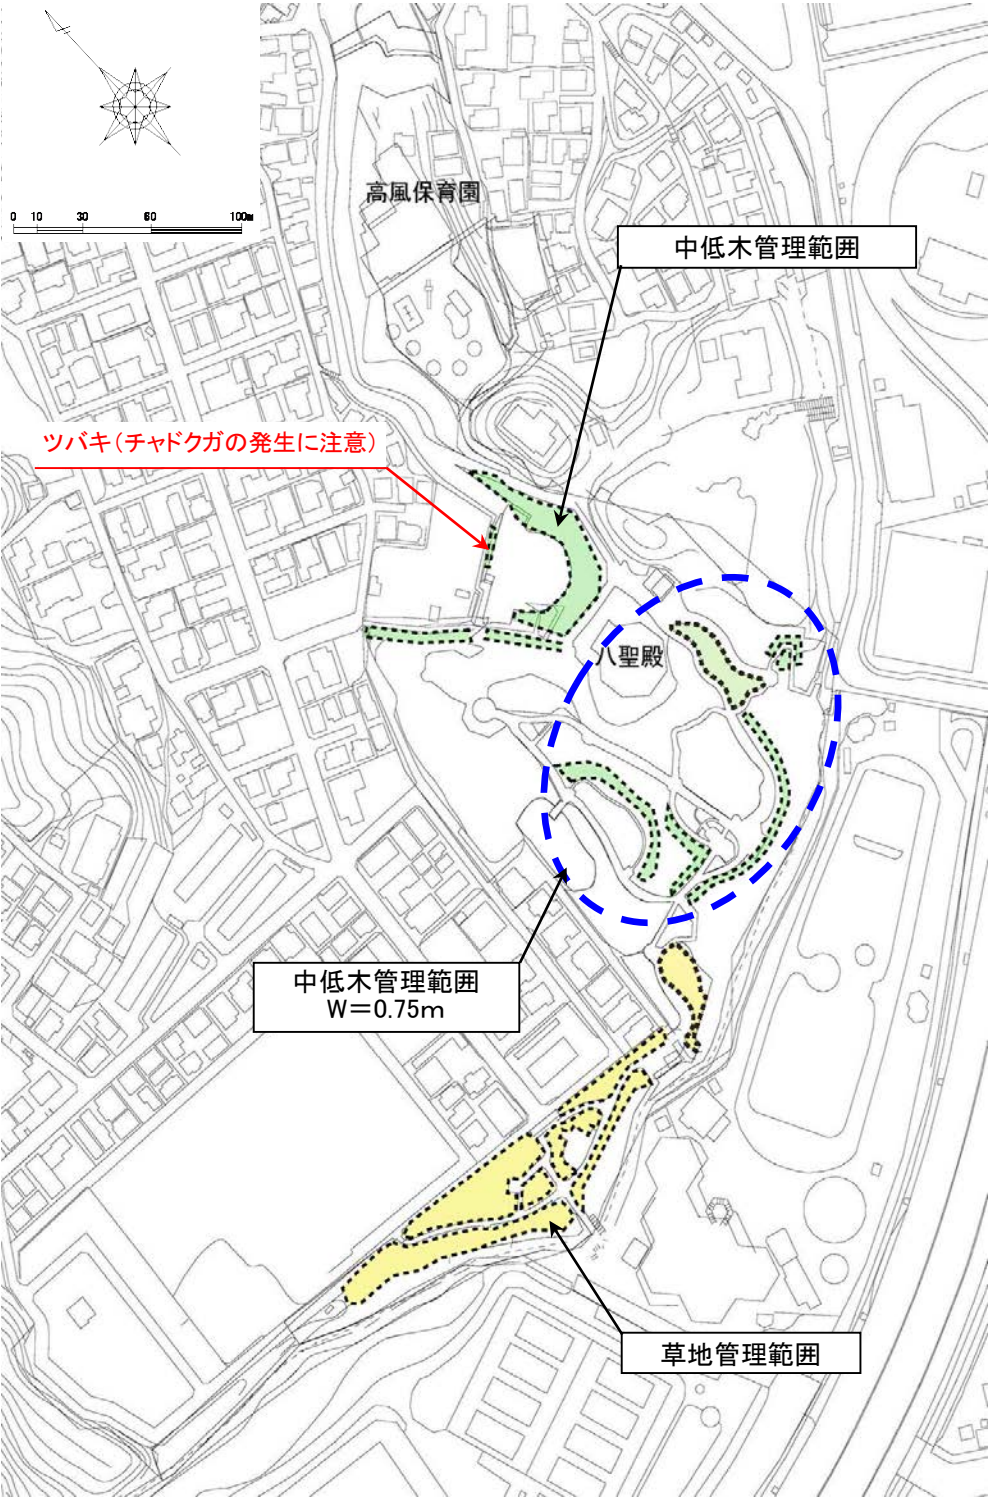 0 10 30 60 100m
高風保育園
中低木管理範囲
ツバキ(チャドクガの発生に注意)
八聖殿
中低木管理範囲
W=0.75m
草地管理範囲